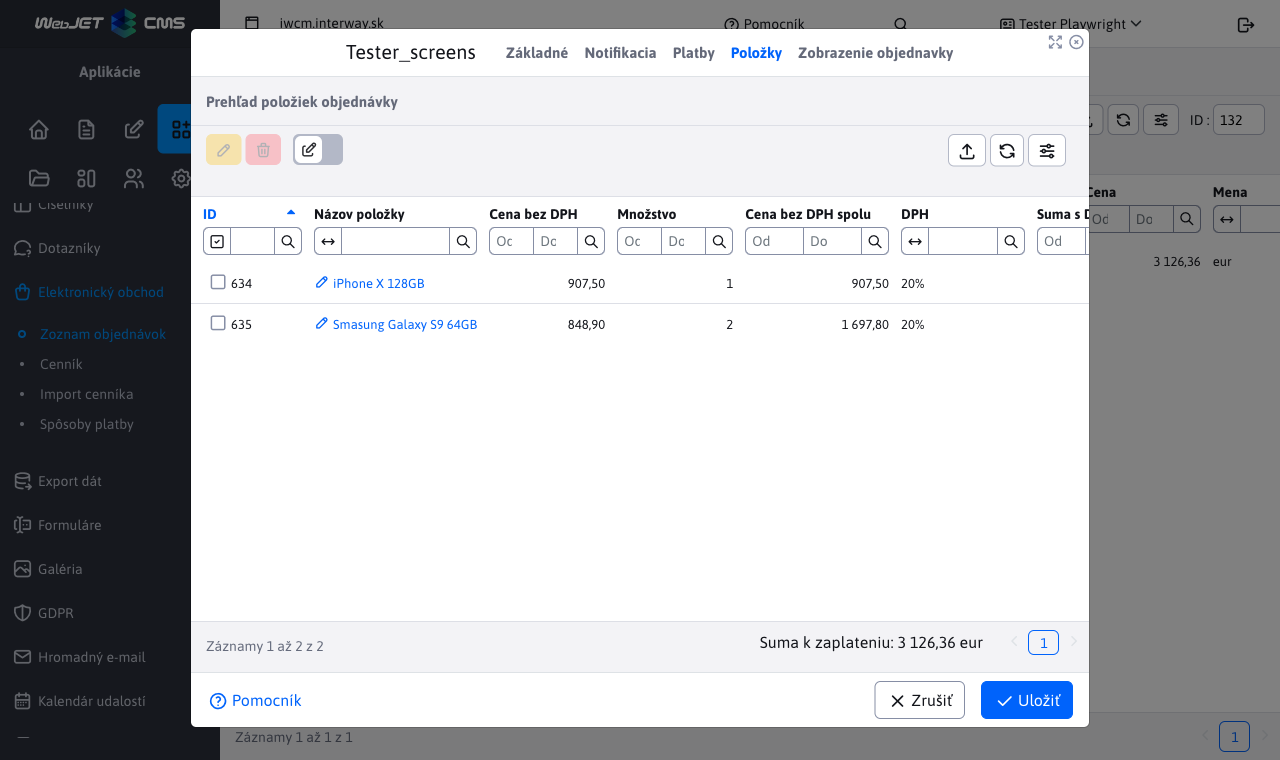 WebJET CMS
iwcm.interway.sk
Pomocník
Tester Playwright
Aplikácie
ID :
132
Číselníky
Dotazníky
Elektronický obchod
Zoznam objednávok
Cenník
Import cenníka
Spôsoby platby
Export dát
Formuláre
Galéria
GDPR
Hromadný e-mail
Kalendár udalostí
Tester_screens
Základné
Notifikacia
Platby
Položky
Zobrazenie objednavky
Prehľad položiek objednávky
ID
Názov položky
Cena bez DPH
Množstvo
Cena bez DPH spolu
DPH
Suma s D
Od Do
634 iPhone X 128GB 907,50 1 907,50 20%
635 Smasung Galaxy S9 64GB 848,90 2 1 697,80 20%
Záznamy 1 až 2 z 2
Suma k zaplateniu: 3 126,36 eur
1
Pomocník
Zrušiť
Uložiť
Cena
Mena
Od Do
3 126,36 eur
Záznamy 1 až 1 z 1
1